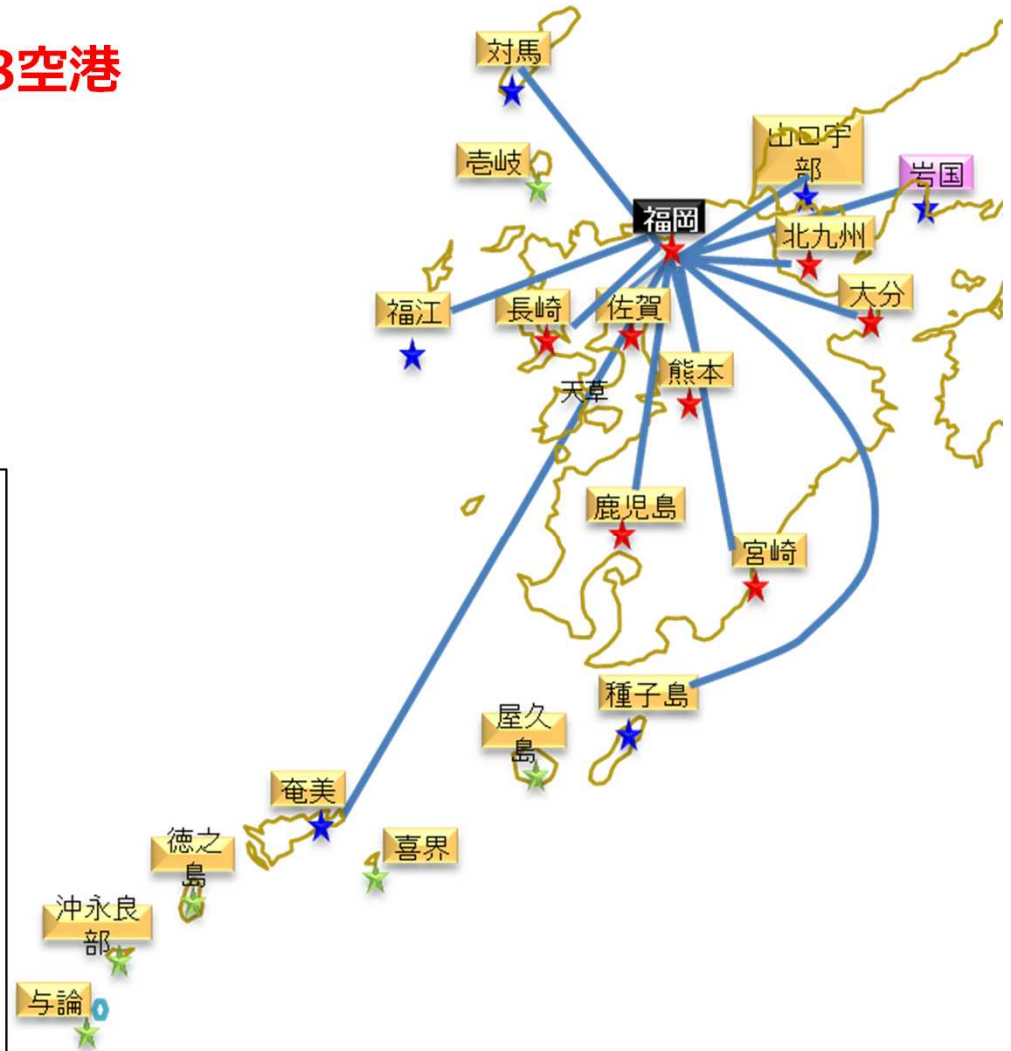 3空港
対馬
壱岐
山口宇
部
岩国
福岡
北九州
福江
長崎
佐賀
大分
熊本
天草
鹿児島
宮崎
種子島
屋久
島
奄美
喜界
徳之
島
沖永良
部
与論